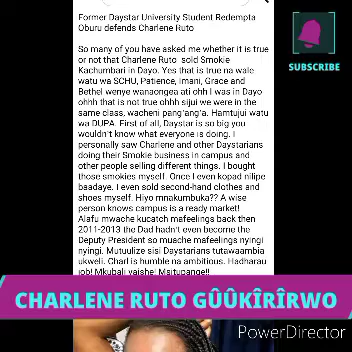 Former Daystar University Student Redempta
Oburu defends Charlene Ruto
So many of you have asked me whether it is true
or not that Charlene Ruto sold Smokie
Kachumbari in Dayo. Yes that is true na wale
watu wa SCHU, Patience, Imani, Grace and
Bethel wenye wanaongea ati ohh I was in Dayo
ohhh that is not true ohhh sijui we were in the
same class, wacheni pang'ang'a. Hamtujui watu
wa DUPA. First of all, Daystar is so big you
wouldn't know what everyone is doing. I
personally saw Charlene and other Daystarians
doing their Smokie business in campus and
other people selling different things. I bought
those smokies myself. Once I even kopad nilipe
baadaye. I even sold second-hand clothes and
shoes myself. Hiyo mnakumbuka?? A wise
person knows campus is a ready market!
Alafu mwache kupatch mafeelings back then
2011-2013 the Dad hadn't even become the
Deputy President so muache mafeelings nyingi
nyingi. Mutuulize sisi Daystarians tutawaambia
ukweli. Charl is humble na ambitious. Hadharau
job! Mkubali yaishe! Msitupange!!
SUBSCRIBE
CHARLENE RUTO GŨŨKĨRĨRWO
PowerDirector